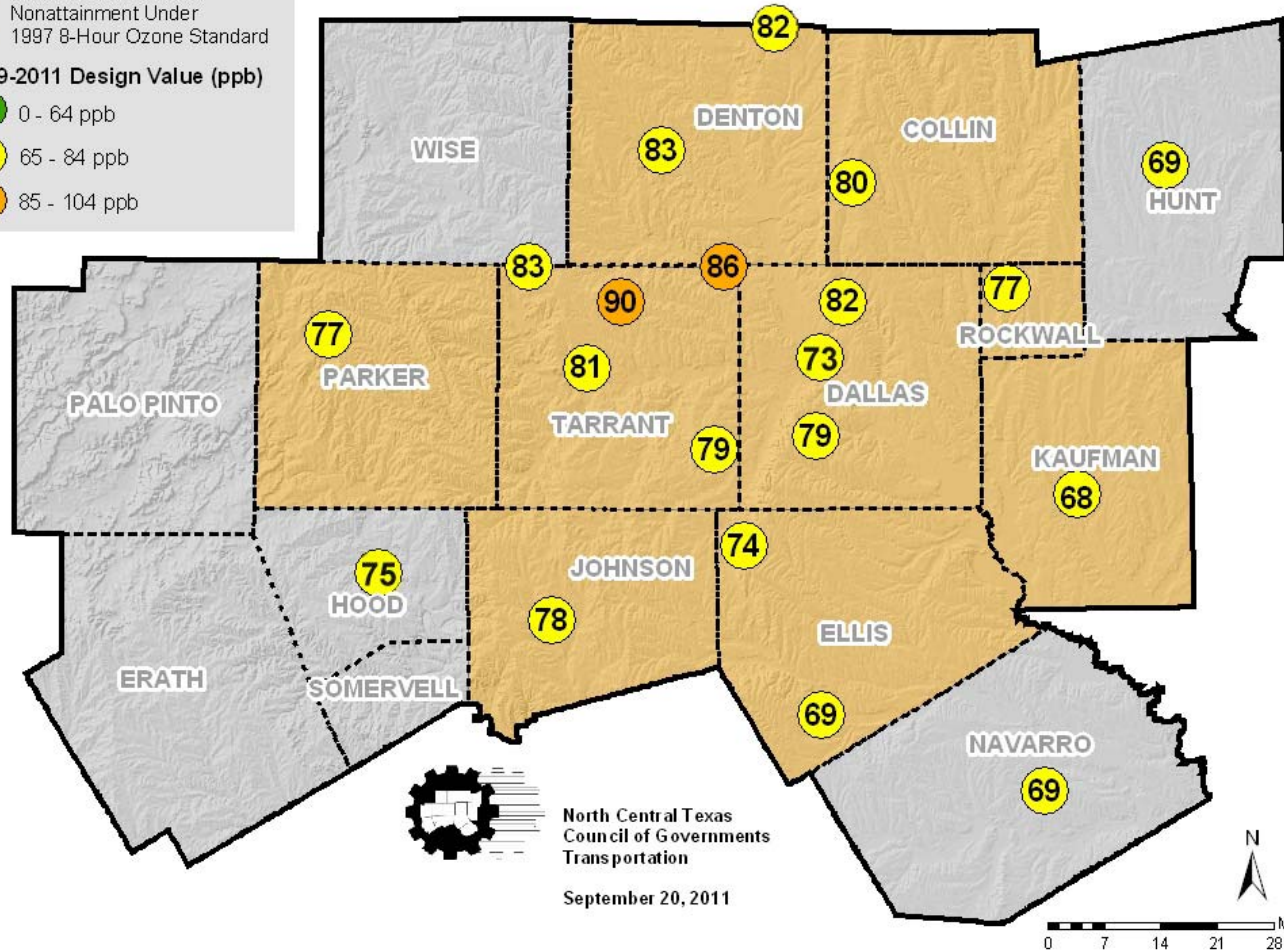 Nonattainment Under
1997 8-Hour Ozone Standard
9-2011 Design Value (ppb)
0 - 64 ppb
65 - 84 ppb
85 - 104 ppb
82
DENTON
COLLIN
WISE
83
80
69
HUNT
83
86
90
82
77
ROCKWALL
77
PARKER
81
73
DALLAS
PALO PINTO
TARRANT
79
79
KAUFMAN
68
74
JOHNSON
75
HOOD
78
ELLIS
ERATH
SOMERVELL
69
NAVARRO
69
North Central Texas
Council of Governments
Transportation
September 20, 2011
N
0 7 14 21 28